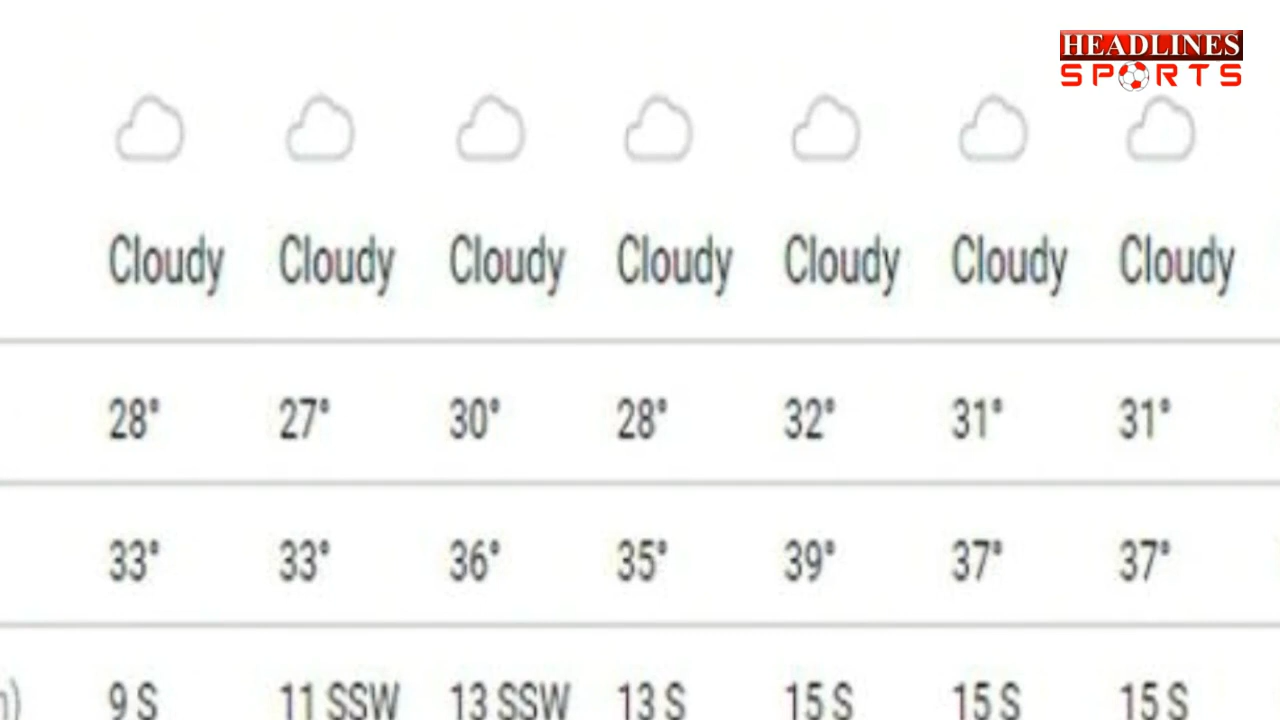 HEADLINES
SPORTS
Cloudy Cloudy Cloudy Cloudy Cloudy Cloudy Cloudy
28° 27° 30° 28° 32° 31° 31°
33° 33° 36° 35° 39° 37° 37°
9 S 11 SSW 13 SSW 13 S 15 S 15 S 15 S